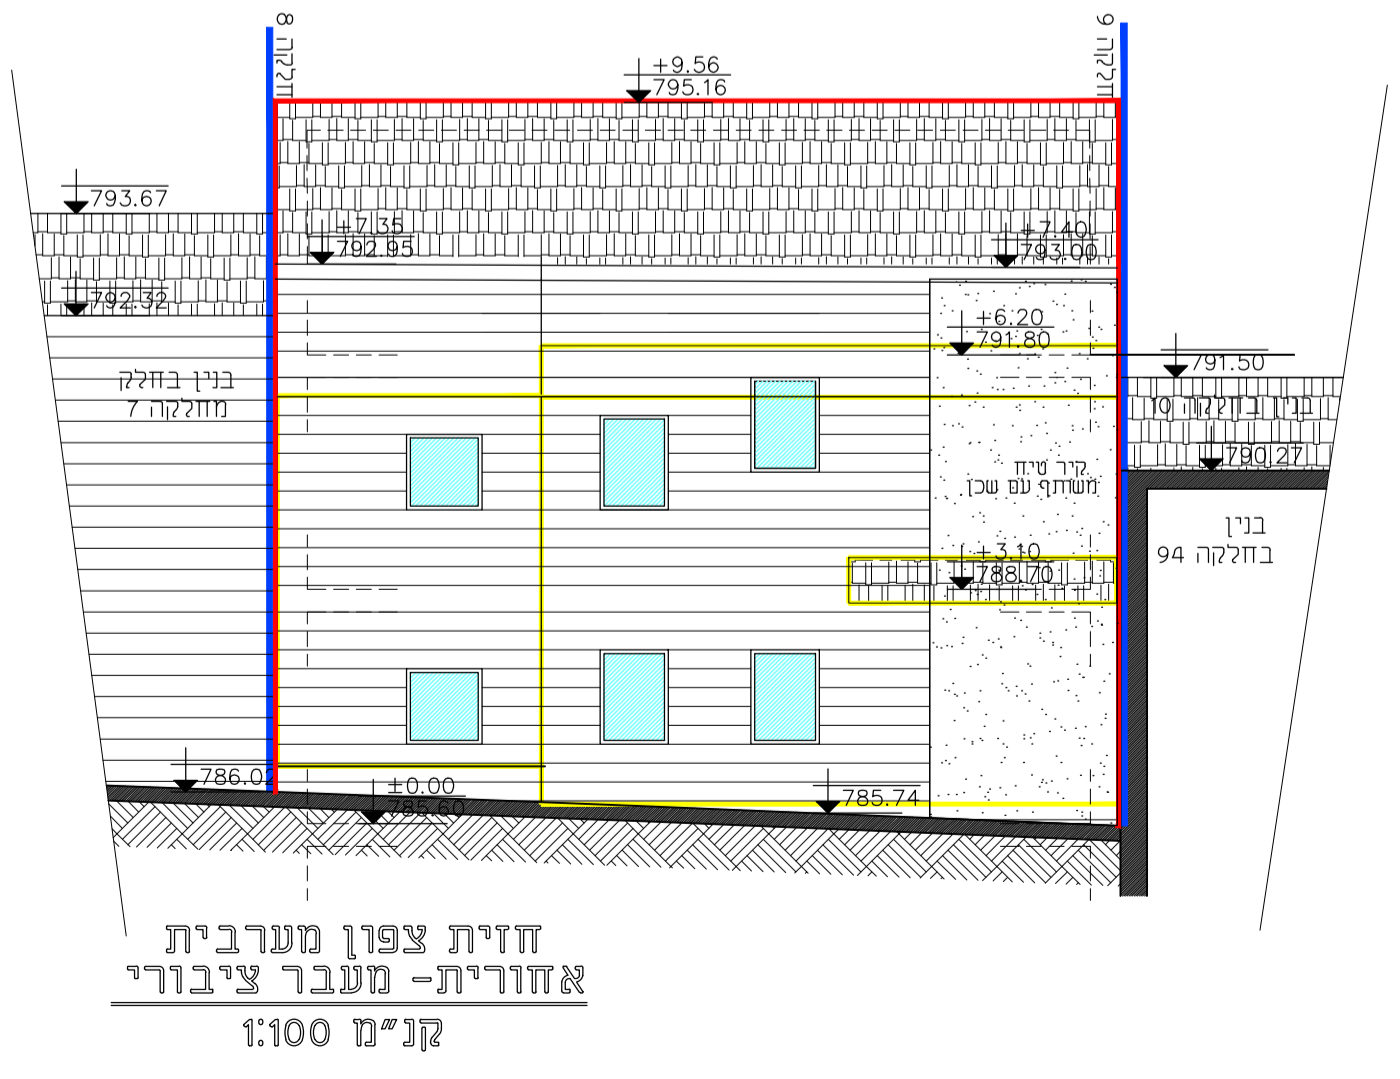 חלקה 8
חלקה 9
+9.56
795.16
793.67
+7.35
792.95
+7.40
793.00
792.32
+6.20
791.80
791.50
בנין בחלק
מחלקה 7
בנין בחלקה 10
790.27
קיר טיח
משותף עם שכן
בנין
בחלקה 94
+3.10
788.70
786.02
±0.00
785.60
785.74
חזית צפון מערבית
אחורית- מעבר ציבורי
קנ"מ 1:100